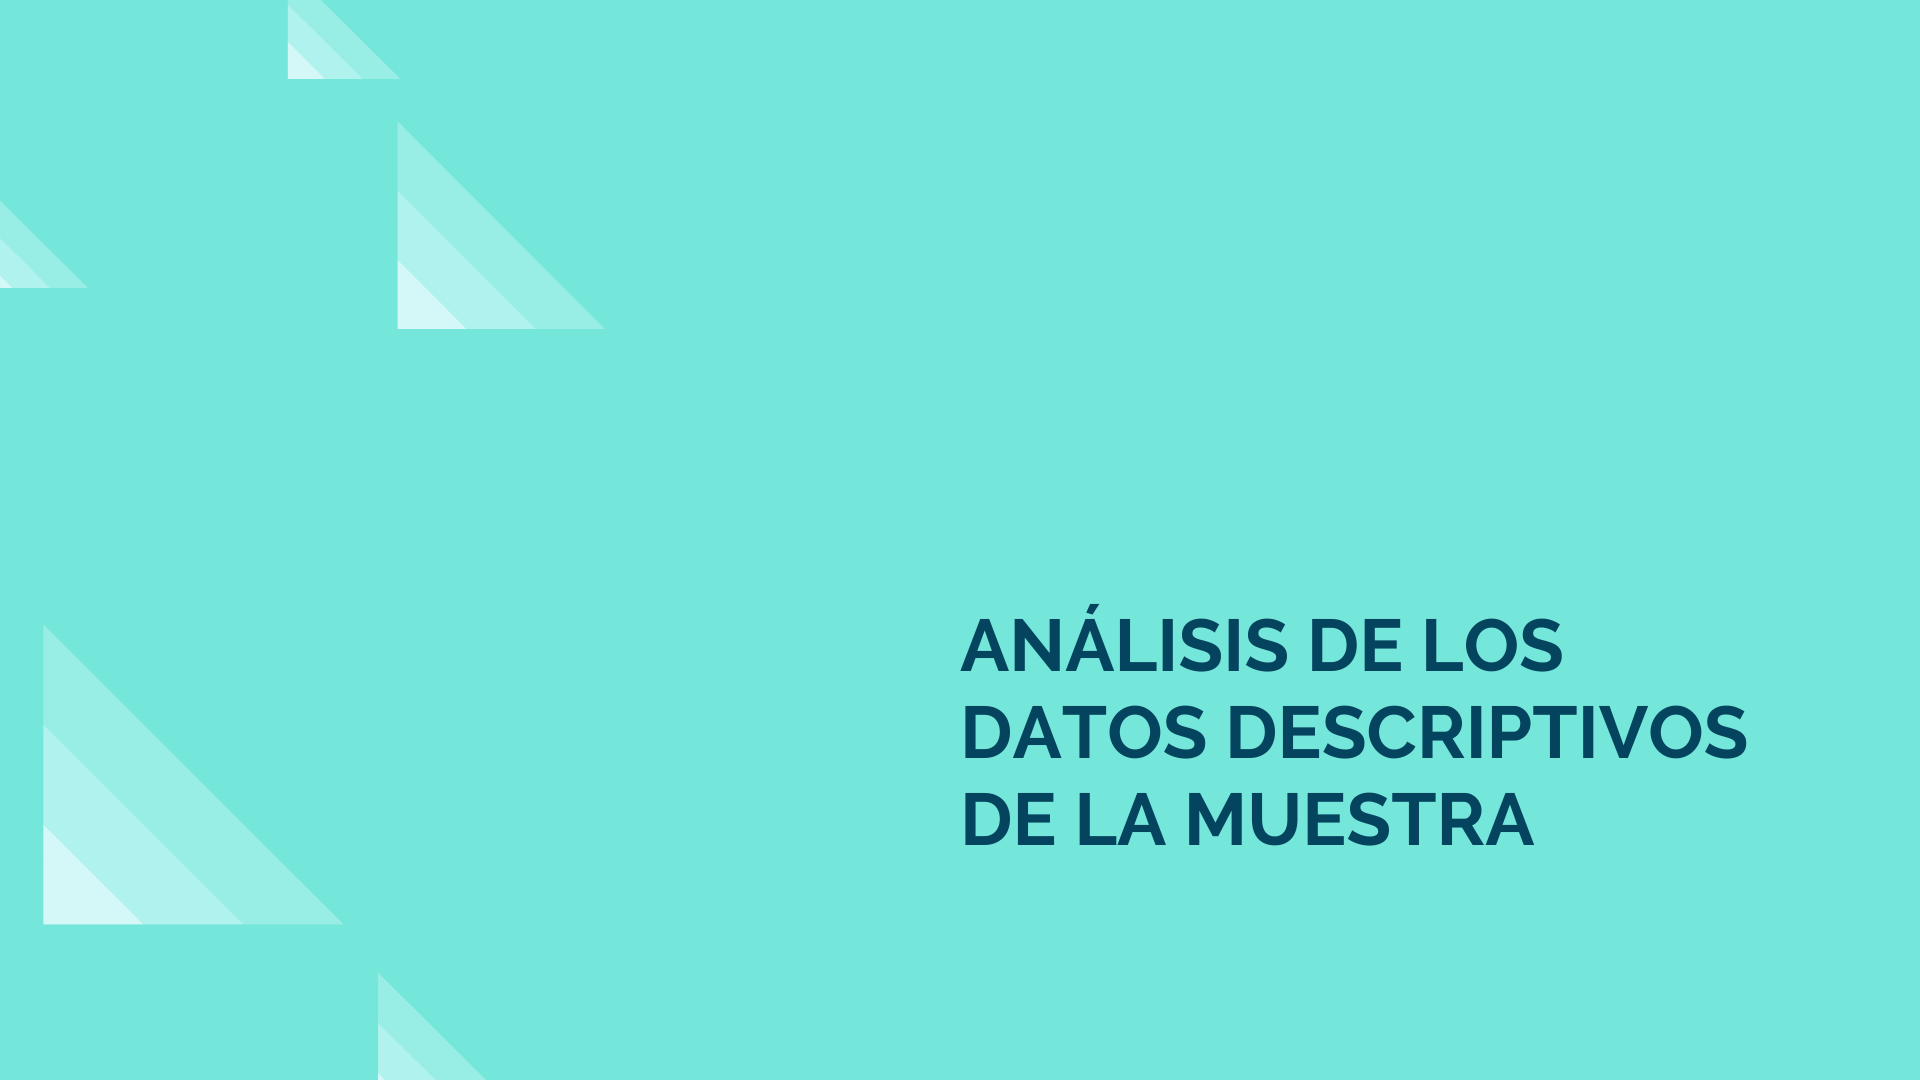 ANÁLISIS DE LOS
DATOS DESCRIPTIVOS
DE LA MUESTRA